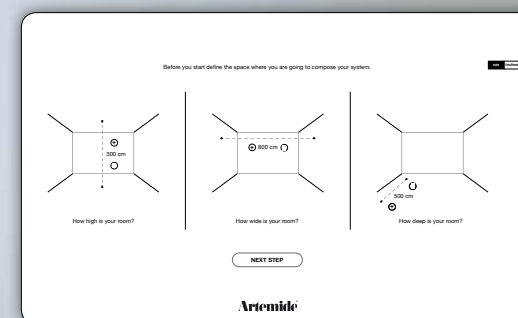 Before you start define the space where you are going to compose your system.
cm inches
300 cm
800 cm
500 cm
How high is your room?
How wide is your room?
How deep is your room?
NEXT STEP
Artemide